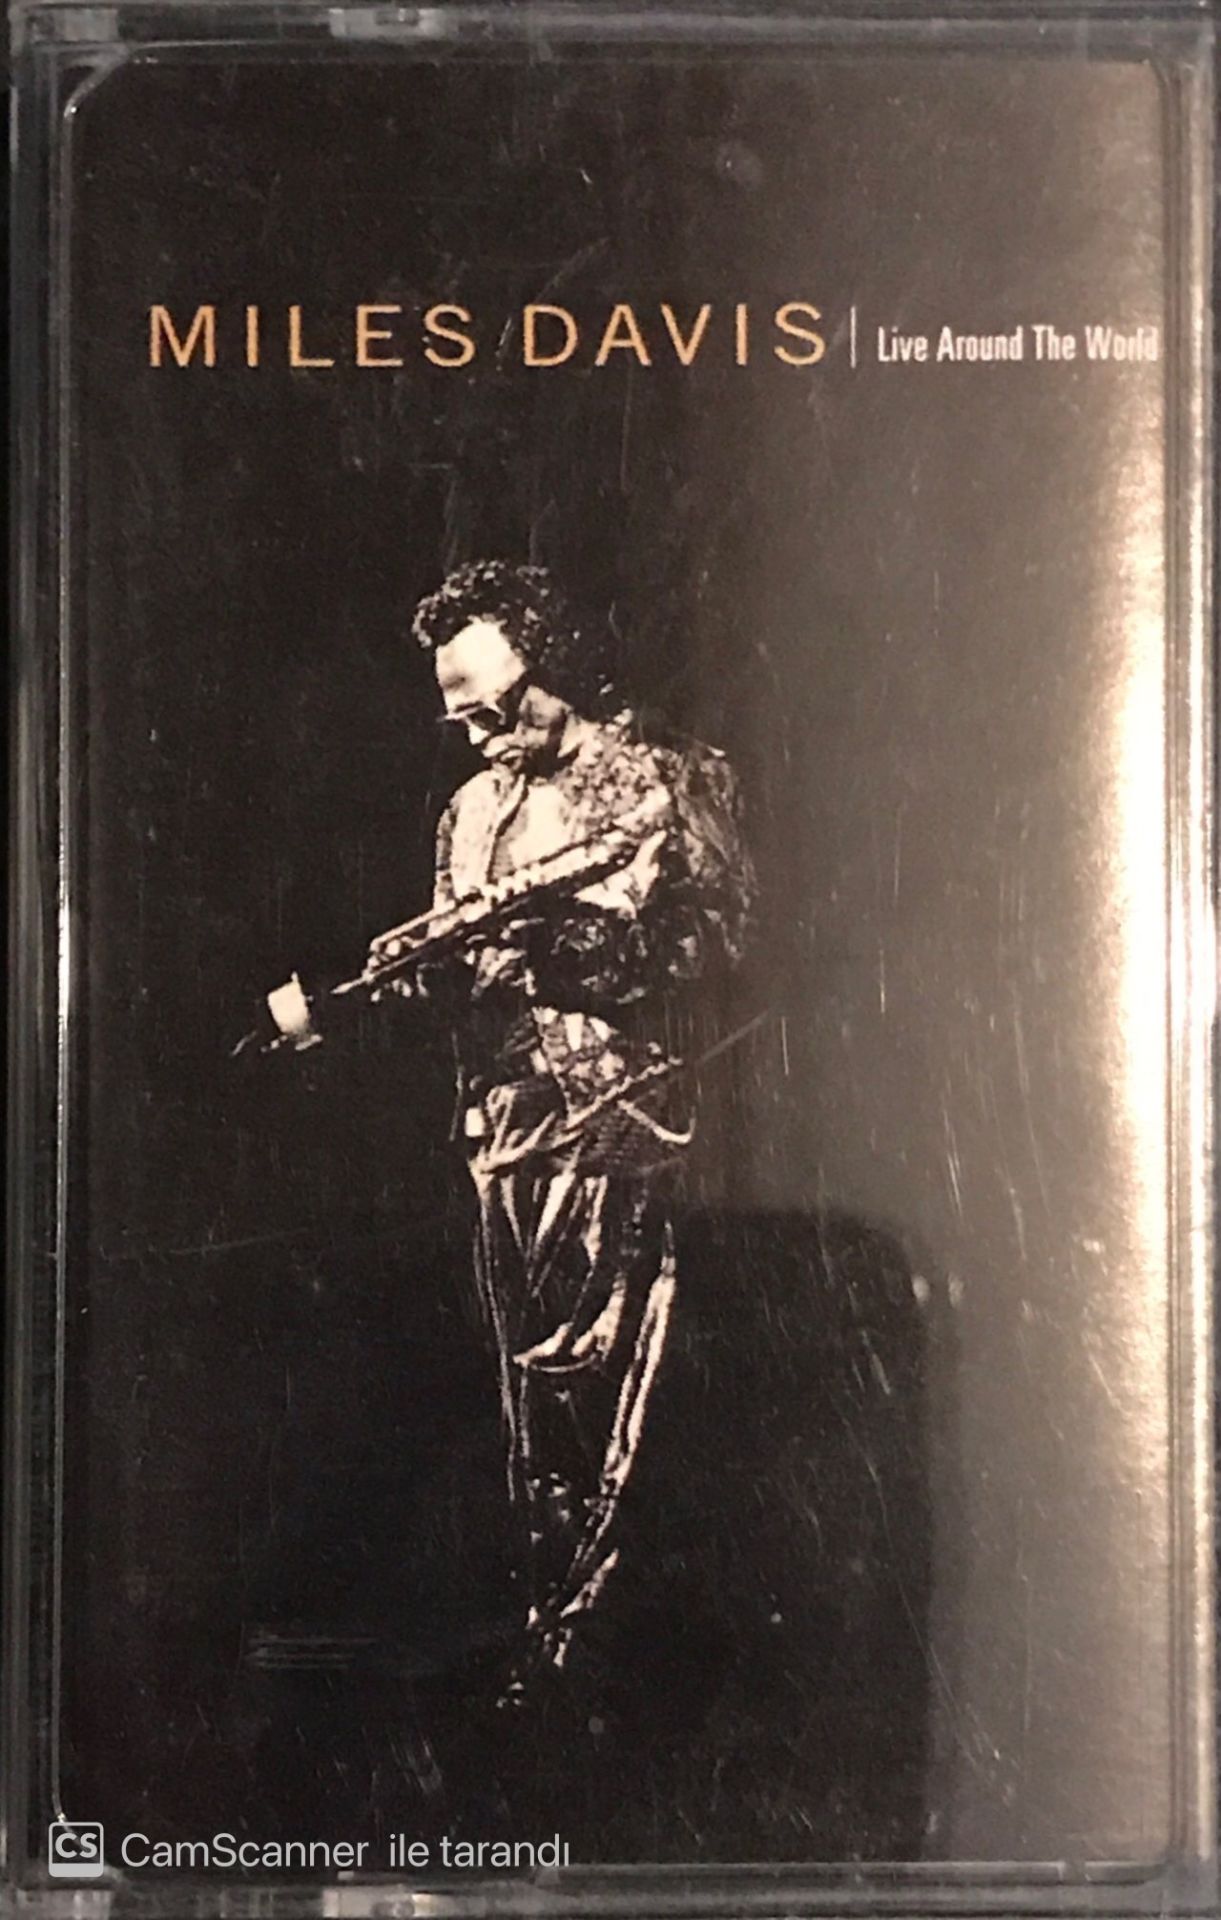 MILES DAVIS | Live Around The World
CS CamScanner ile tarandı